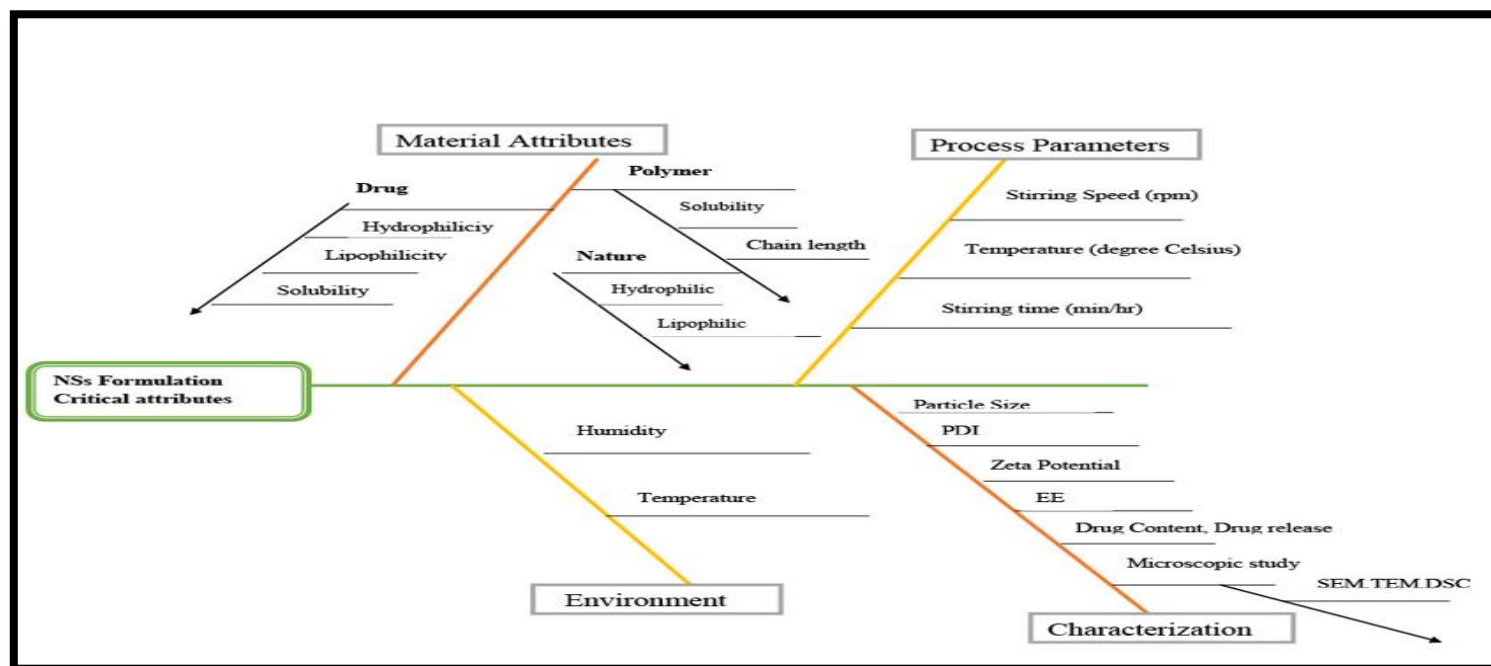 Material Attributes
Process Parameters
Drug
Polymer
Hydrophiliciy
Solubility
Stirring Speed (rpm)
Lipophilicity
Nature
Chain length
Temperature (degree Celsius)
Solubility
Hydrophilic
Stirring time (min/hr)
Lipophilic
NSs Formulation
Critical attributes
Particle Size
Humidity
PDI
Zeta Potential
Temperature
EE
Drug Content, Drug release
Microscopic study
SEM.TEM.DSC
Environment
Characterization